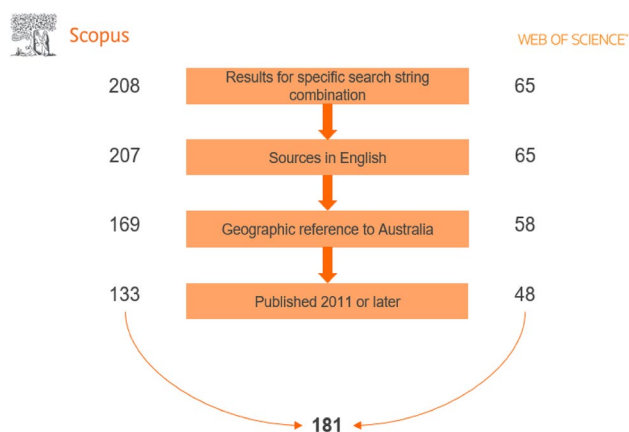 Scopus
WEB OF SCIENCE™
208
Results for specific search string
combination
65
207
Sources in English
65
169
Geographic reference to Australia
58
133
Published 2011 or later
48
181